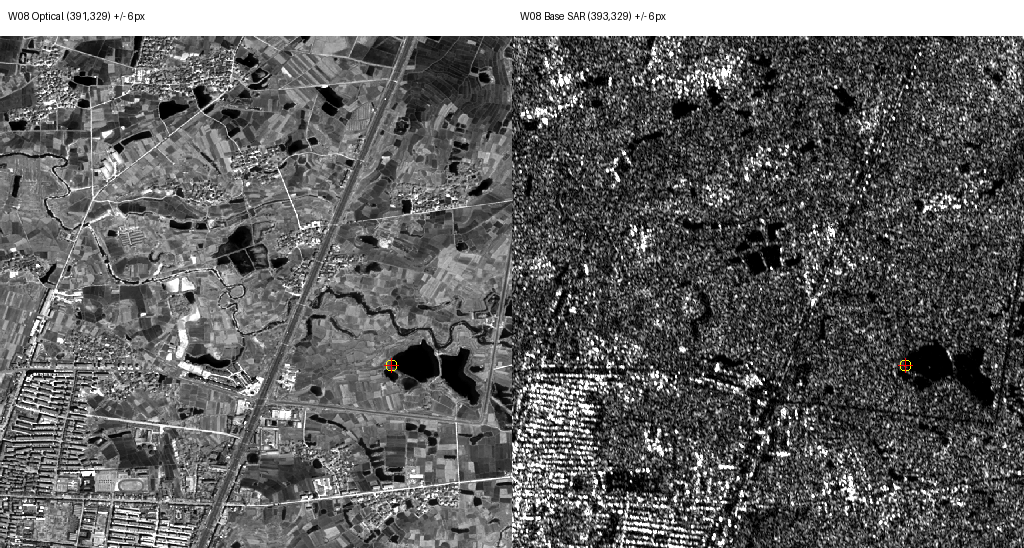 W08 Optical (391,329) +/- 6px
W08 Base SAR (393,329) +/- 6px